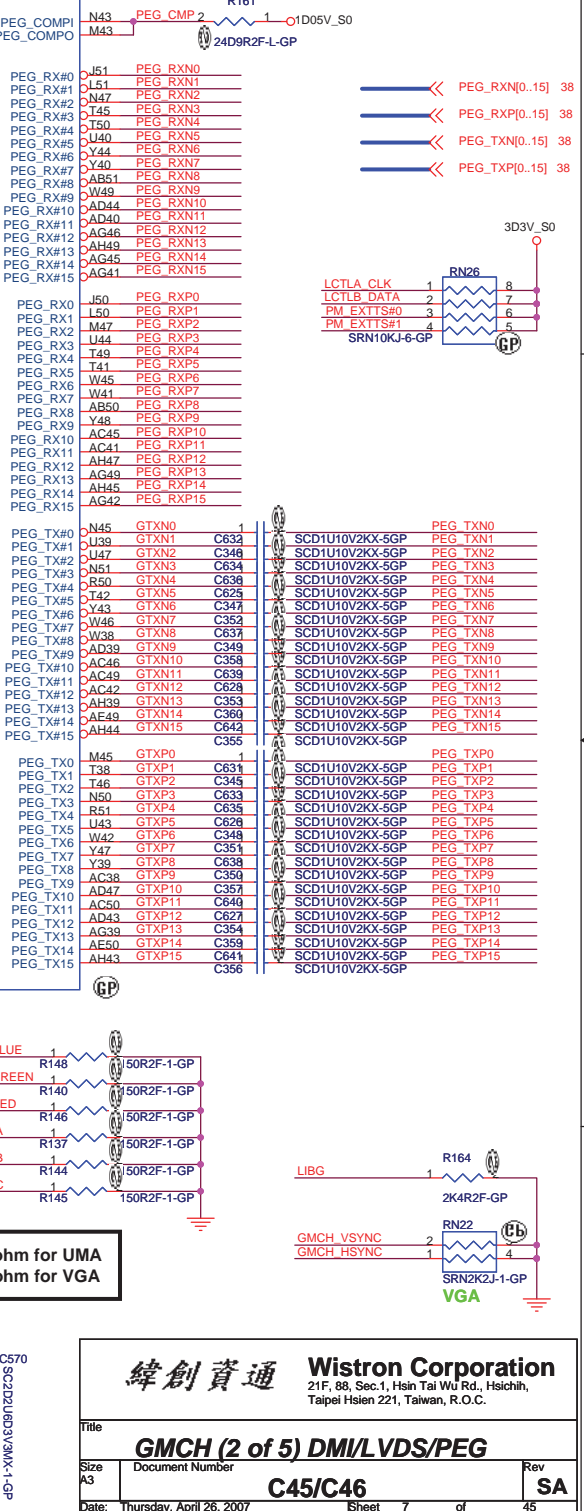 R161
PEG_COMPI N43 PEG_CMP 2 1 1D05V_S0
PEG_COMPO M43
24D9R2F-L-GP
PEG_RX#0 J51 PEG_RXN0
PEG_RX#1 L51 PEG_RXN1
PEG_RX#2 N47 PEG_RXN2
PEG_RX#3 T45 PEG_RXN3
PEG_RX#4 T50 PEG_RXN4
PEG_RX#5 U40 PEG_RXN5
PEG_RX#6 Y44 PEG_RXN6
PEG_RX#7 Y40 PEG_RXN7
PEG_RX#8 AB51 PEG_RXN8
PEG_RX#9 W49 PEG_RXN9
PEG_RX#10 AD44 PEG_RXN10
PEG_RX#11 AD40 PEG_RXN11
PEG_RX#12 AG46 PEG_RXN12
PEG_RX#13 AH49 PEG_RXN13
PEG_RX#14 AG45 PEG_RXN14
PEG_RX#15 AG41 PEG_RXN15
PEG_RXN[0..15] 38
PEG_RXP[0..15] 38
PEG_TXN[0..15] 38
PEG_TXP[0..15] 38
3D3V_S0
RN26
LCTLA_CLK 1 8
LCTLB_DATA 2 7
PM_EXTTS#0 3 6
PM_EXTTS#1 4 5
SRN10KJ-6-GP
GP
PEG_RX0 J50 PEG_RXP0
PEG_RX1 L50 PEG_RXP1
PEG_RX2 M47 PEG_RXP2
PEG_RX3 U44 PEG_RXP3
PEG_RX4 T49 PEG_RXP4
PEG_RX5 T41 PEG_RXP5
PEG_RX6 W45 PEG_RXP6
PEG_RX7 W41 PEG_RXP7
PEG_RX8 AB50 PEG_RXP8
PEG_RX9 Y48 PEG_RXP9
PEG_RX10 AC45 PEG_RXP10
PEG_RX11 AC41 PEG_RXP11
PEG_RX12 AH47 PEG_RXP12
PEG_RX13 AG49 PEG_RXP13
PEG_RX14 AH45 PEG_RXP14
PEG_RX15 AG42 PEG_RXP15
PEG_TX#0 N45 GTXN0 1 PEG_TXN0
PEG_TX#1 U39 GTXN1 C632 SCD1U10V2KX-5GP PEG_TXN1
PEG_TX#2 U47 GTXN2 C346 SCD1U10V2KX-5GP PEG_TXN2
PEG_TX#3 N51 GTXN3 C634 SCD1U10V2KX-5GP PEG_TXN3
PEG_TX#4 R50 GTXN4 C636 SCD1U10V2KX-5GP PEG_TXN4
PEG_TX#5 T42 GTXN5 C625 SCD1U10V2KX-5GP PEG_TXN5
PEG_TX#6 Y43 GTXN6 C347 SCD1U10V2KX-5GP PEG_TXN6
PEG_TX#7 W46 GTXN7 C352 SCD1U10V2KX-5GP PEG_TXN7
PEG_TX#8 W38 GTXN8 C637 SCD1U10V2KX-5GP PEG_TXN8
PEG_TX#9 AD39 GTXN9 C349 SCD1U10V2KX-5GP PEG_TXN9
PEG_TX#10 AC46 GTXN10 C358 SCD1U10V2KX-5GP PEG_TXN10
PEG_TX#11 AC49 GTXN11 C639 SCD1U10V2KX-5GP PEG_TXN11
PEG_TX#12 AC42 GTXN12 C628 SCD1U10V2KX-5GP PEG_TXN12
PEG_TX#13 AH39 GTXN13 C353 SCD1U10V2KX-5GP PEG_TXN13
PEG_TX#14 AE49 GTXN14 C360 SCD1U10V2KX-5GP PEG_TXN14
PEG_TX#15 AH44 GTXN15 C642 SCD1U10V2KX-5GP PEG_TXN15
C355 SCD1U10V2KX-5GP
PEG_TX0 M45 GTXP0 1 PEG_TXP0
PEG_TX1 T38 GTXP1 C631 SCD1U10V2KX-5GP PEG_TXP1
PEG_TX2 T46 GTXP2 C345 SCD1U10V2KX-5GP PEG_TXP2
PEG_TX3 N50 GTXP3 C633 SCD1U10V2KX-5GP PEG_TXP3
PEG_TX4 R51 GTXP4 C635 SCD1U10V2KX-5GP PEG_TXP4
PEG_TX5 U43 GTXP5 C626 SCD1U10V2KX-5GP PEG_TXP5
PEG_TX6 W42 GTXP6 C348 SCD1U10V2KX-5GP PEG_TXP6
PEG_TX7 Y47 GTXP7 C351 SCD1U10V2KX-5GP PEG_TXP7
PEG_TX8 Y39 GTXP8 C638 SCD1U10V2KX-5GP PEG_TXP8
PEG_TX9 AC38 GTXP9 C350 SCD1U10V2KX-5GP PEG_TXP9
PEG_TX10 AD47 GTXP10 C357 SCD1U10V2KX-5GP PEG_TXP10
PEG_TX11 AC50 GTXP11 C640 SCD1U10V2KX-5GP PEG_TXP11
PEG_TX12 AD43 GTXP12 C627 SCD1U10V2KX-5GP PEG_TXP12
PEG_TX13 AG39 GTXP13 C354 SCD1U10V2KX-5GP PEG_TXP13
PEG_TX14 AE50 GTXP14 C359 SCD1U10V2KX-5GP PEG_TXP14
PEG_TX15 AH43 GTXP15 C641 SCD1U10V2KX-5GP PEG_TXP15
C356 SCD1U10V2KX-5GP
GP
LUE 1
R148 150R2F-1-GP
REEN 1
R140 150R2F-1-GP
ED 1
R146 150R2F-1-GP
A 1
R137 150R2F-1-GP
B 1
R144 150R2F-1-GP
C 1
R145 150R2F-1-GP
R164
LIBG 1
2K4R2F-GP
RN22
GMCH_VSYNC 2 3
GMCH_HSYNC 1 4
SRN2K2J-1-GP
VGA
ohm for UMA
ohm for VGA
C570
SC2D2U6D3V3MX-1-GP
緯創資通 Wistron Corporation
21F, 88, Sec.1, Hsin Tai Wu Rd., Hsichih,
Taipei Hsien 221, Taiwan, R.O.C.
Title
GMCH (2 of 5) DMI/LVDS/PEG
Size A3 Document Number Rev
C45/C46 SA
Date: Thursday, April 26, 2007 Sheet 7 of 45